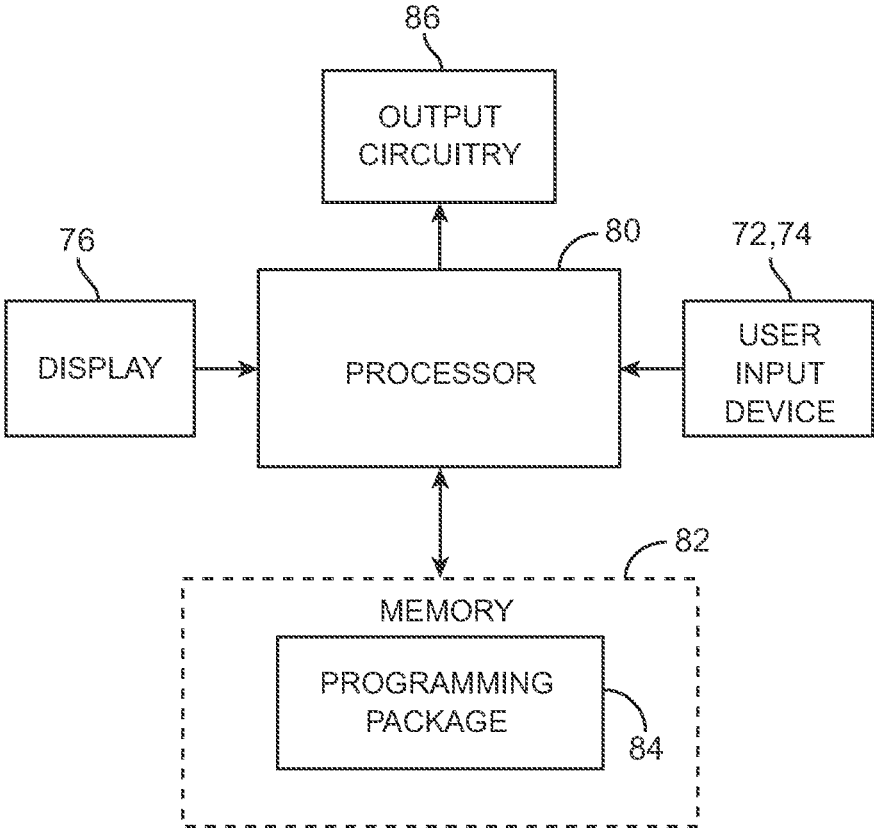 86
OUTPUT
CIRCUITRY
76
80
72,74
DISPLAY
PROCESSOR
USER
INPUT
DEVICE
82
MEMORY
PROGRAMMING
PACKAGE
84